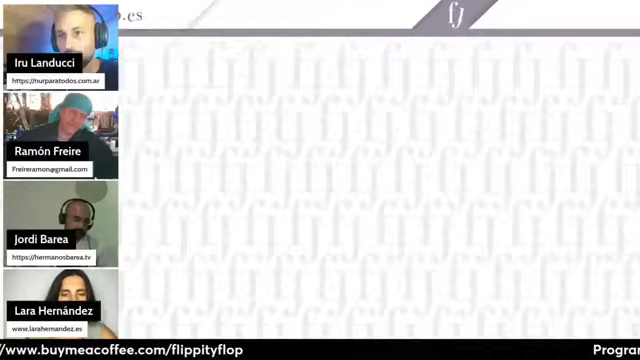 o.es
fj
Iru Landucci
https://nurparatodos.com.ar
Ramón Freire
Freireramon@gmail.com
Jordi Barea
https://hermanosbarea.tv
Lara Hernández
www.larahernandez.es
/www.buymeacoffee.com/flippityflop
Progra